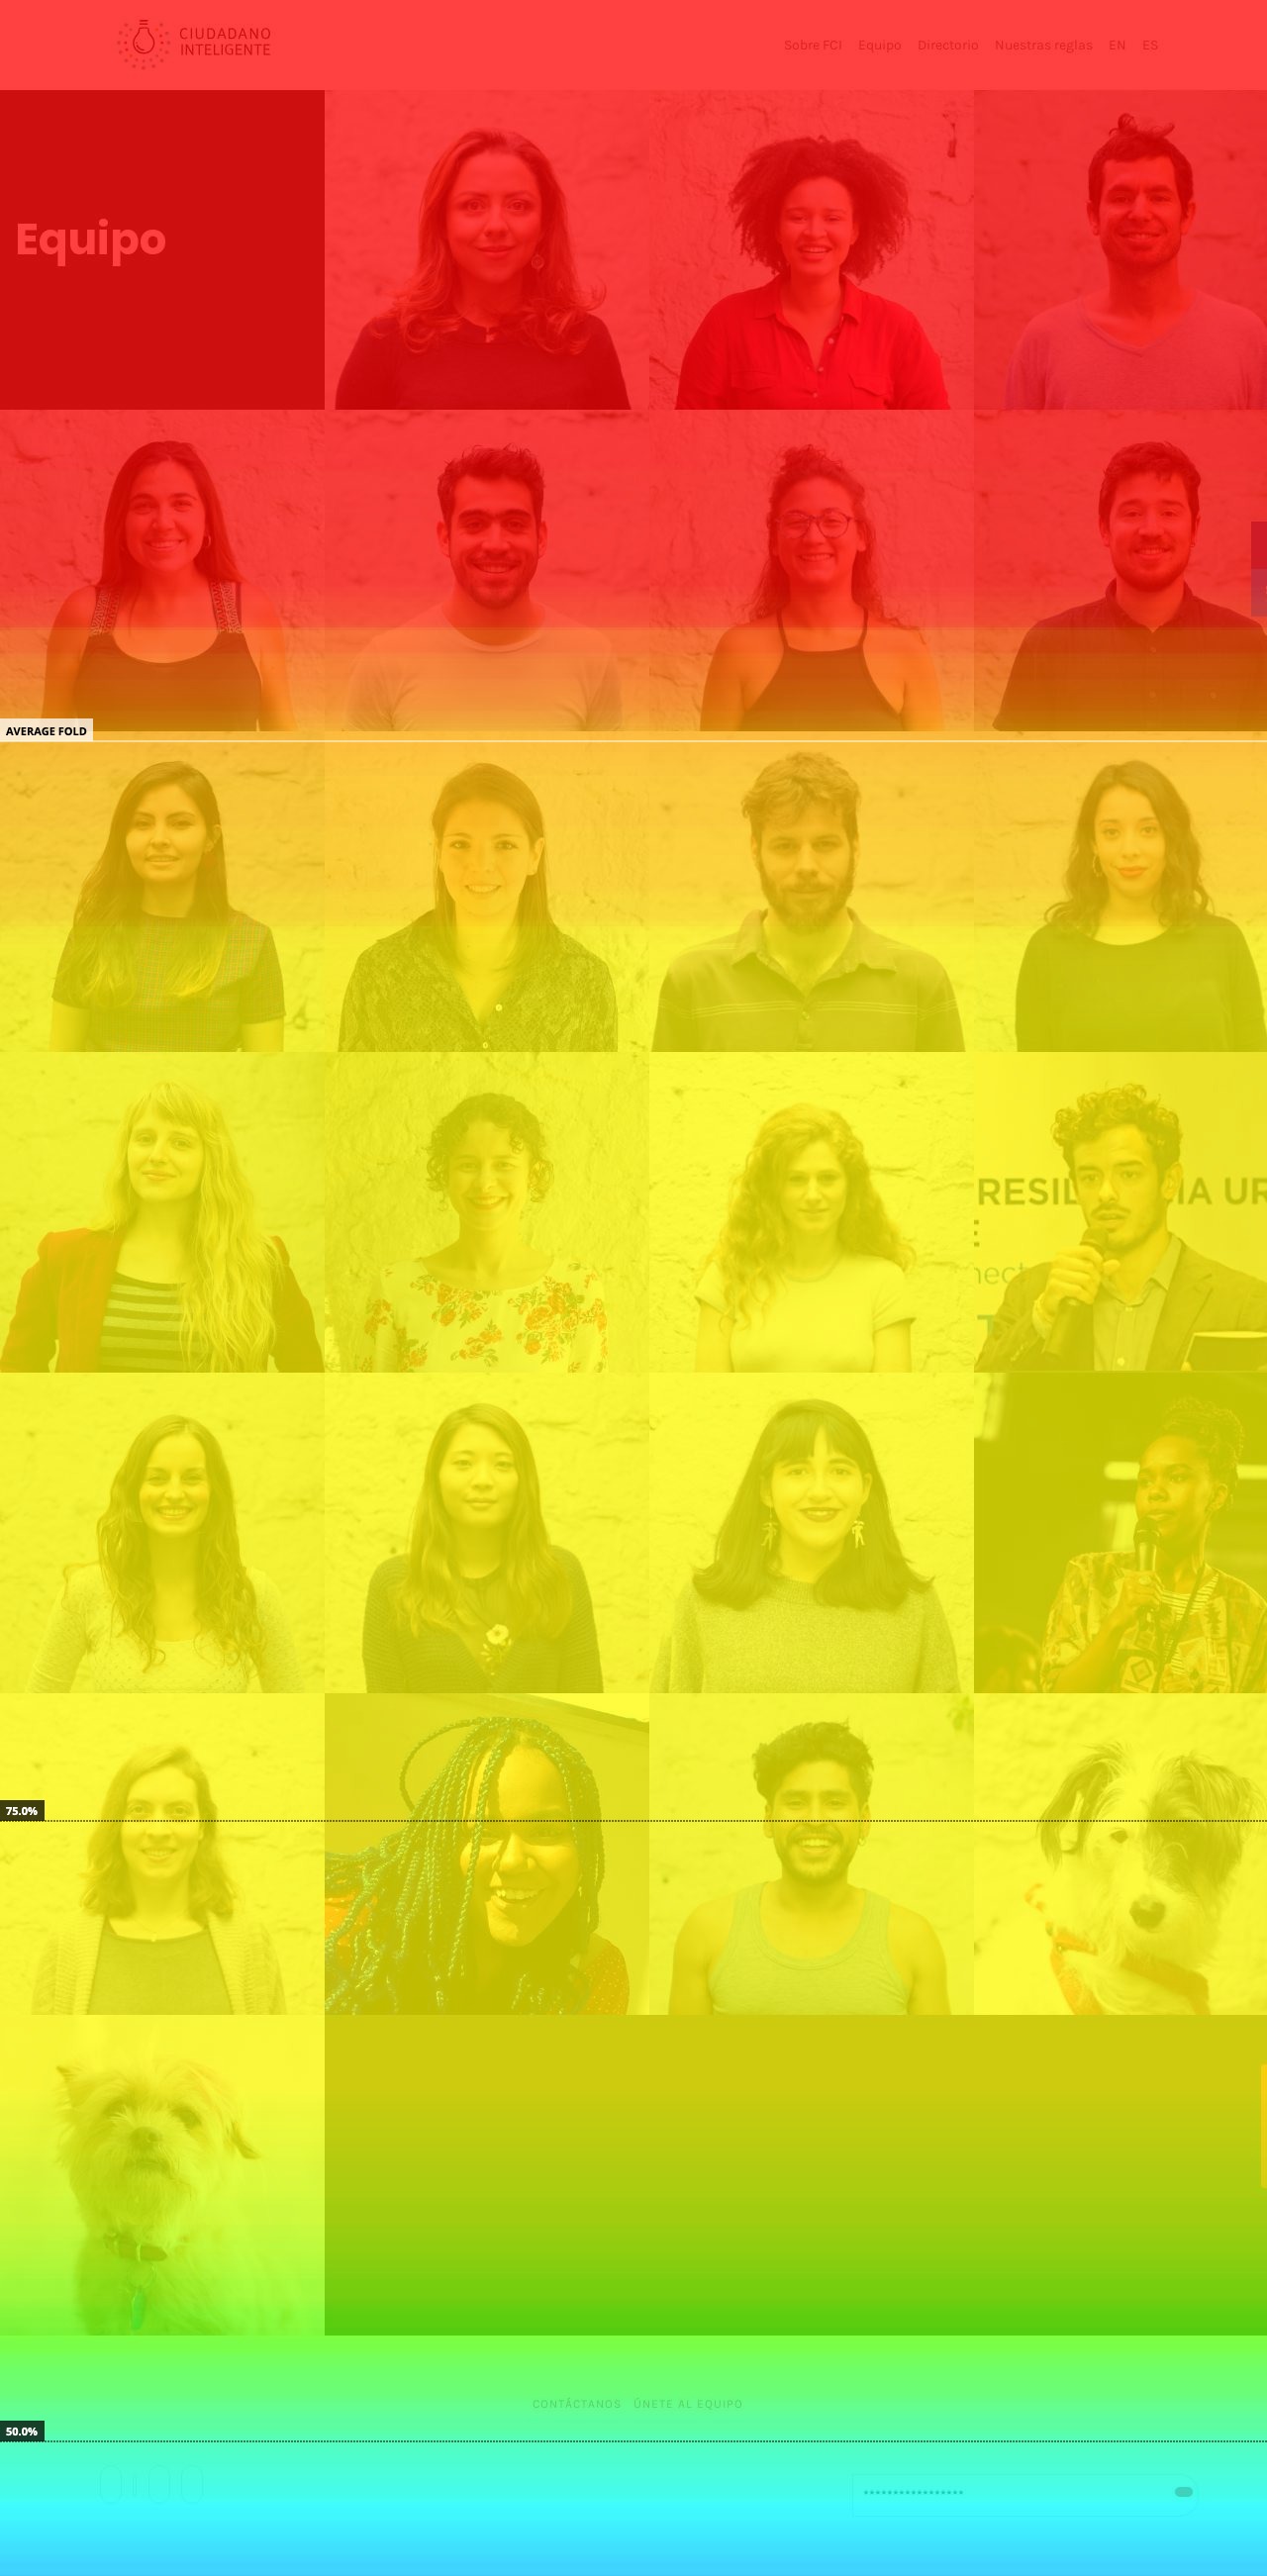 CIUDADANO
INTELIGENTE
Sobre FCI Equipo Directorio Nuestras reglas EN ES
Equipo
AVERAGE FOLD
RESIL IA UR
E
nect
T
75.0%
CONTÁCTANOS ÚNETE AL EQUIPO
50.0%